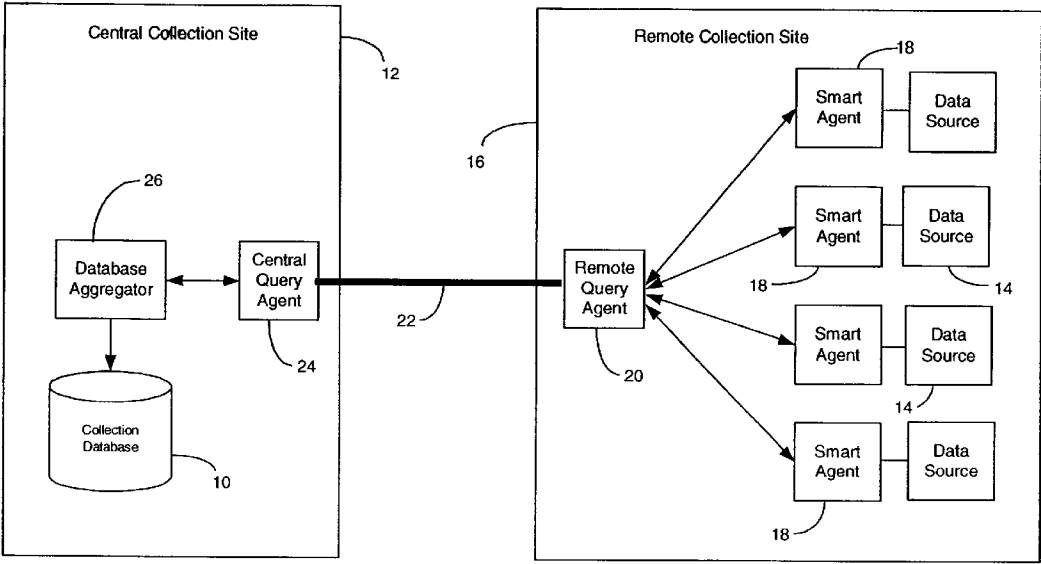 Central Collection Site
12
26
Database
Aggregator
Central
Query
Agent
24
Collection
Database
10
22
Remote Collection Site
16
Remote
Query
Agent
20
18
Smart
Agent
Data
Source
Smart
Agent
Data
Source
18
14
Smart
Agent
Data
Source
14
Smart
Agent
Data
Source
18